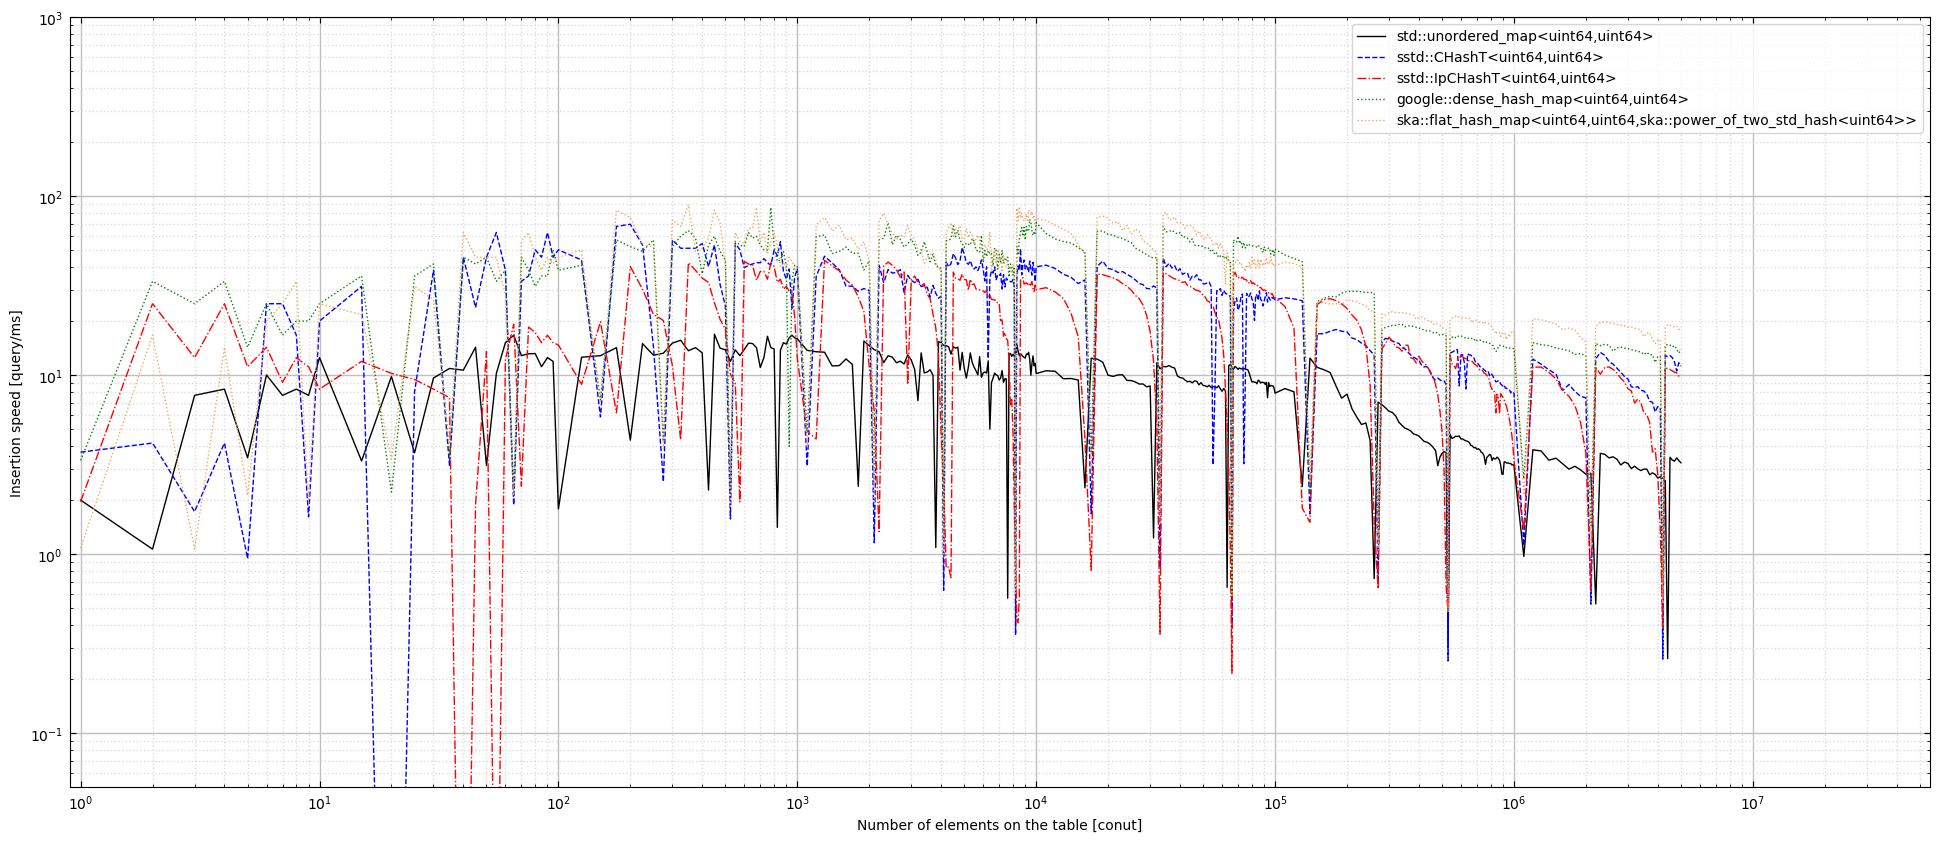 std::unordered_map<uint64,uint64>
sstd::CHashT<uint64,uint64>
sstd::IpCHashT<uint64,uint64>
google::dense_hash_map<uint64,uint64>
ska::flat_hash_map<uint64,uint64,ska::power_of_two_std_hash<uint64>>
Insertion speed [query/ms]
10³
10²
10¹
10⁰
10⁻¹
10⁰ 10¹ 10² 10³ 10⁴ 10⁵ 10⁶ 10⁷
Number of elements on the table [conut]